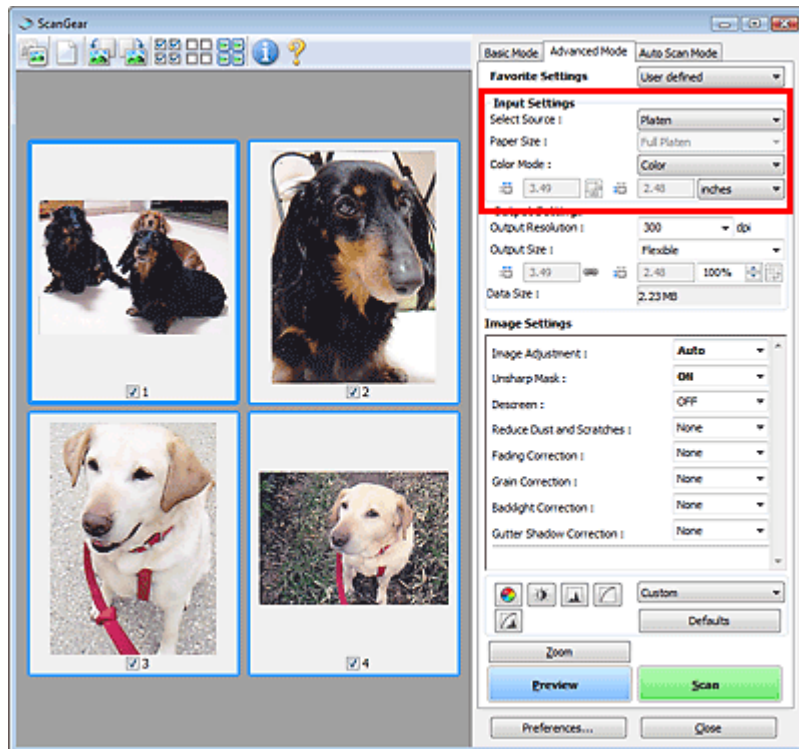 ScanGear
Basic Mode Advanced Mode Auto Scan Mode
Favorite Settings User defined
Input Settings
Select Source : Platen
Paper Size : Full Platen
Color Mode : Color
3.49 2.48 inches
Output Settings
Output Resolution : 300 dpi
Output Size : Flexible
3.49 2.48 100%
Data Size : 2.23 MB
Image Settings
Image Adjustment : Auto
Unsharp Mask : ON
Descreen : OFF
Reduce Dust and Scratches : None
Fading Correction : None
Grain Correction : None
Backlight Correction : None
Gutter Shadow Correction : None
Custom
Defaults
Zoom
Preview Scan
Preferences... Close
1
2
3
4